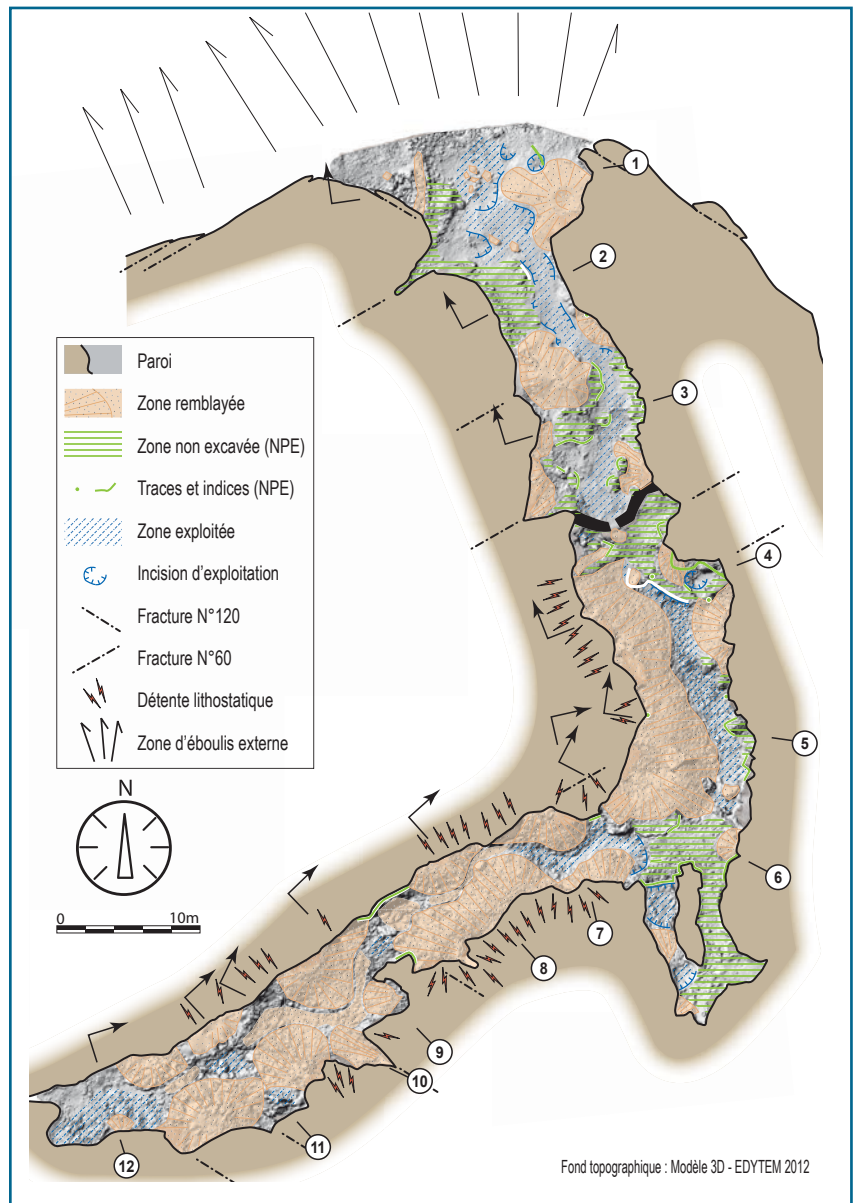 1
2
3
4
5
6
7
8
9
10
11
12
Paroi
Zone remblayée
Zone non excavée (NPE)
Traces et indices (NPE)
Zone exploitée
Incision d'exploitation
Fracture N°120
Fracture N°60
Détente lithostatique
Zone d'éboulis externe
N
0 10m
Fond topographique : Modèle 3D - EDYTEM 2012